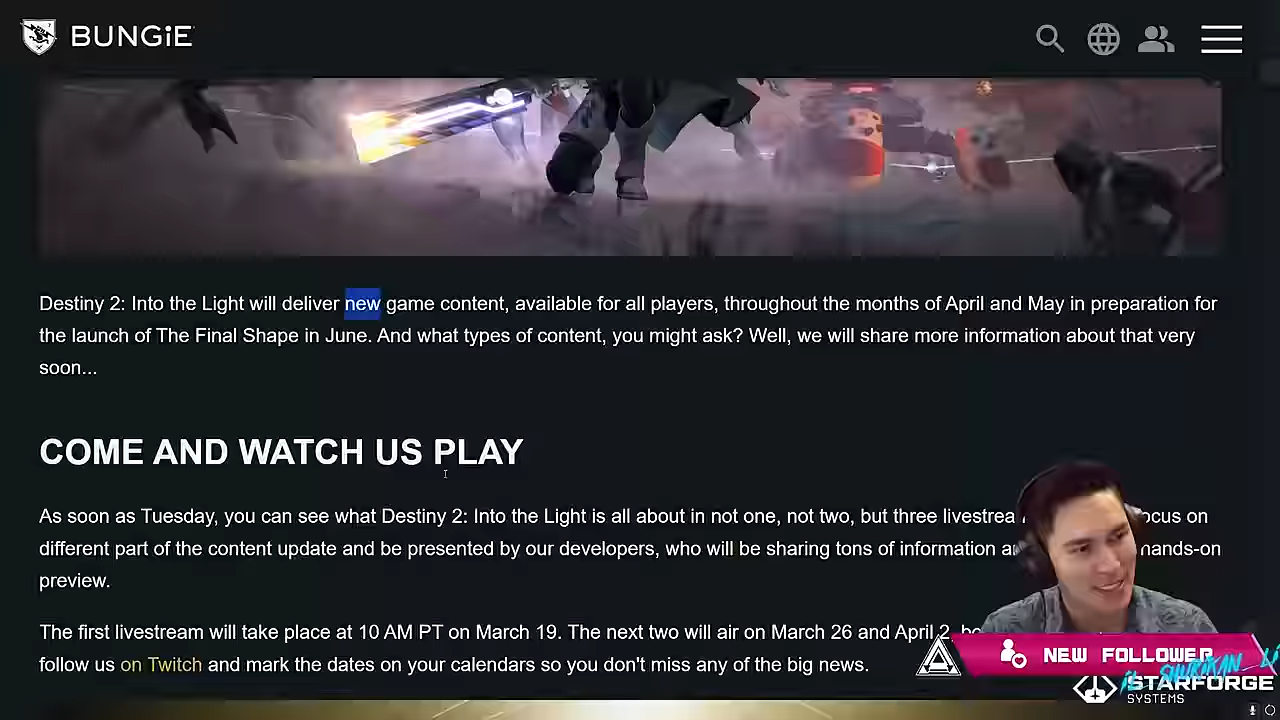 BUNGiE
Destiny 2: Into the Light will deliver new game content, available for all players, throughout the months of April and May in preparation for
the launch of The Final Shape in June. And what types of content, you might ask? Well, we will share more information about that very
soon...
COME AND WATCH US PLAY
As soon as Tuesday, you can see what Destiny 2: Into the Light is all about in not one, not two, but three livestrea ocus on
different part of the content update and be presented by our developers, who will be sharing tons of information a hands-on
preview.
The first livestream will take place at 10 AM PT on March 19. The next two will air on March 26 and April 2,
follow us on Twitch and mark the dates on your calendars so you don't miss any of the big news.
NEW FOLLOWER
STARFORGE
SYSTEMS